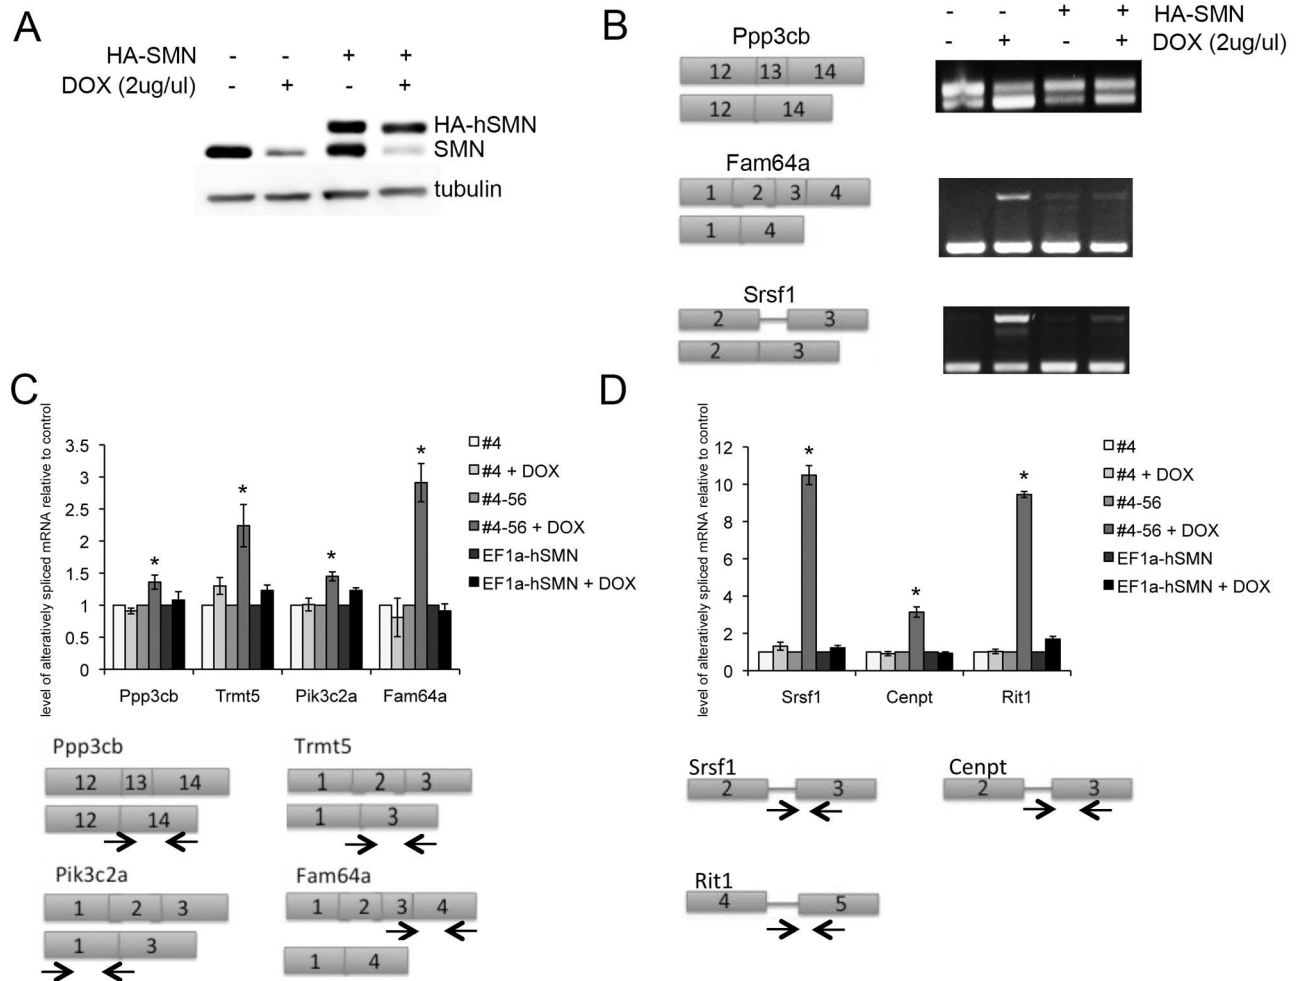 A
HA-SMN - - + +
DOX (2ug/ul) - + - +
HA-hSMN
SMN
tubulin
B
- - + + HA-SMN
- + - + DOX (2ug/ul)
Ppp3cb
12 13 14
12 14
Fam64a
1 2 3 4
1 4
Srsf1
2 3
2 3
C
level of alteratively spliced mRNA relative to control
3.5
3
2.5
2
1.5
1
0.5
0
* * * *
Ppp3cb Trmt5 Pik3c2a Fam64a
#4
#4 + DOX
#4-56
#4-56 + DOX
EF1a-hSMN
EF1a-hSMN + DOX
Ppp3cb
12 13 14
12 14
Trmt5
1 2 3
1 3
Pik3c2a
1 2 3
1 3
Fam64a
1 2 3 4
1 4
D
level of alteratively spliced mRNA relative to control
12
10
8
6
4
2
0
* * *
Srsf1 Cenpt Rit1
#4
#4 + DOX
#4-56
#4-56 + DOX
EF1a-hSMN
EF1a-hSMN + DOX
Srsf1
2 3
Cenpt
2 3
Rit1
4 5